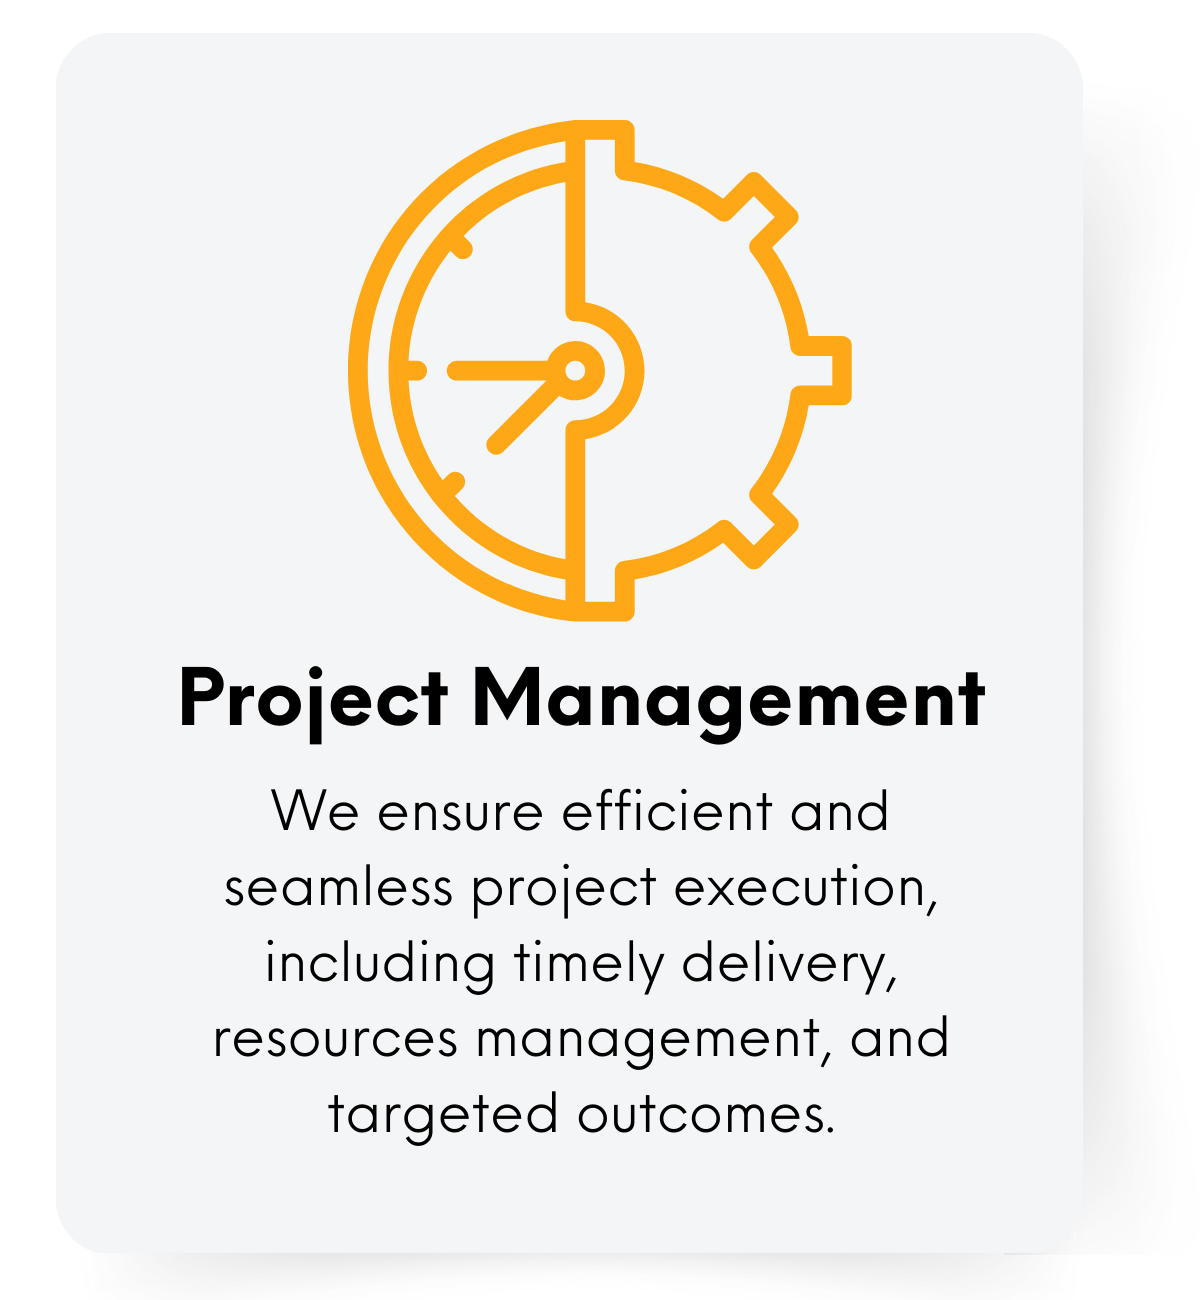 Project Management
We ensure efficient and
seamless project execution,
including timely delivery,
resources management, and
targeted outcomes.